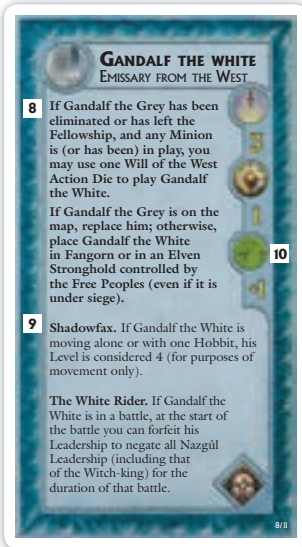 GANDALF THE WHITE
EMISSARY FROM THE WEST
8
If Gandalf the Grey has been
eliminated or has left the
Fellowship, and any Minion
is (or has been) in play, you
may use one Will of the West
Action Die to play Gandalf
the White.
If Gandalf the Grey is on the
map, replace him; otherwise,
place Gandalf the White
in Fangorn or in an Elven
Stronghold controlled by
the Free Peoples (even if it is
under siege).
3
1
10
+1
9
Shadowfax. If Gandalf the White is
moving alone or with one Hobbit, his
Level is considered 4 (for purposes of
movement only).
The White Rider. If Gandalf the
White is in a battle, at the start of
the battle you can forfeit his
Leadership to negate all Nazgûl
Leadership (including that
of the Witch-king) for the
duration of that battle.
8/II